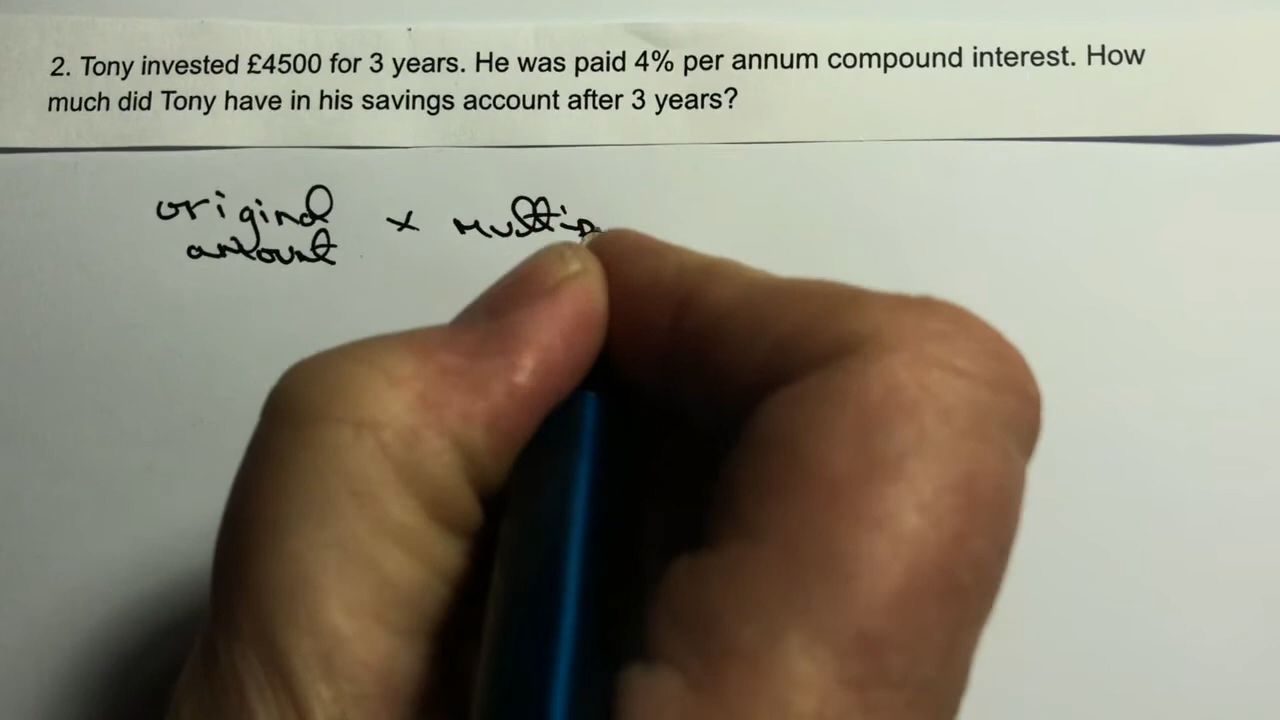 2. Tony invested £4500 for 3 years. He was paid 4% per annum compound interest. How
much did Tony have in his savings account after 3 years?
original × multip
amount